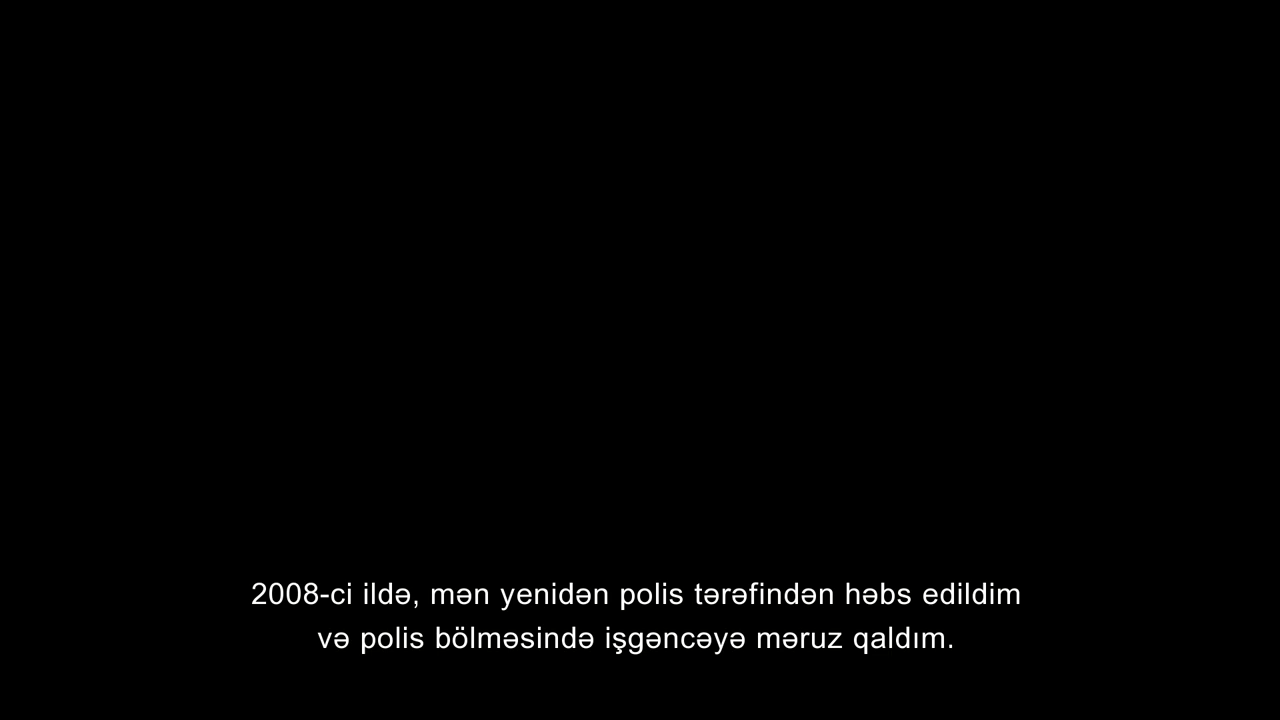 2008-ci ildə, mən yenidən polis tərəfindən həbs edildim
və polis bölməsində işgəncəyə məruz qaldım.